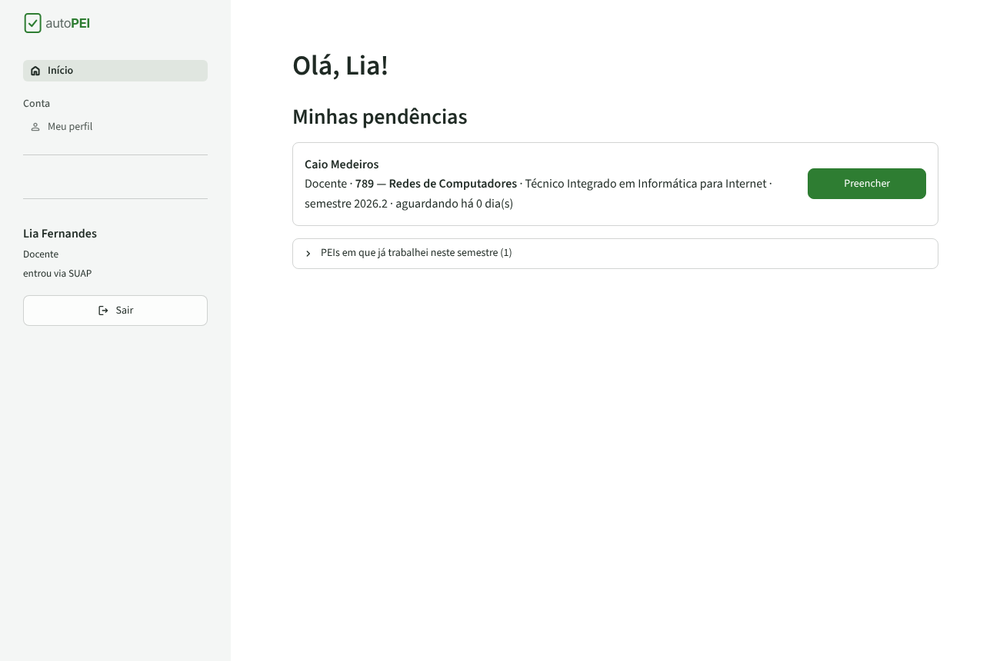 autoPEI
Início
Conta
Meu perfil
Lia Fernandes
Docente
entrou via SUAP
Sair
Olá, Lia!
Minhas pendências
Caio Medeiros
Docente · 789 — Redes de Computadores · Técnico Integrado em Informática para Internet ·
semestre 2026.2 · aguardando há 0 dia(s)
Preencher
PEIs em que já trabalhei neste semestre (1)